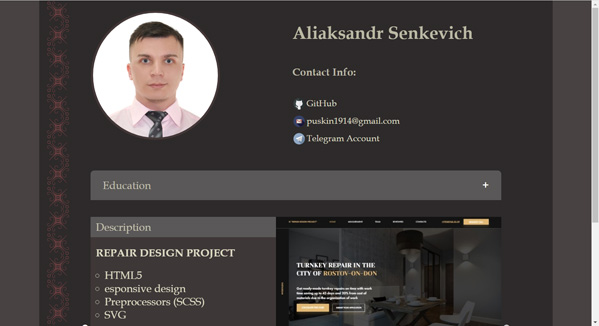 Aliaksandr Senkevich
Contact Info:
GitHub
puskin1914@gmail.com
Telegram Account
Education
+
Description
REPAIR DESIGN PROJECT
HTML5
esponsive design
Preprocessors (SCSS)
SVG
TURNKEY REPAIR IN THE
CITY OF ROSTOV-ON-DON